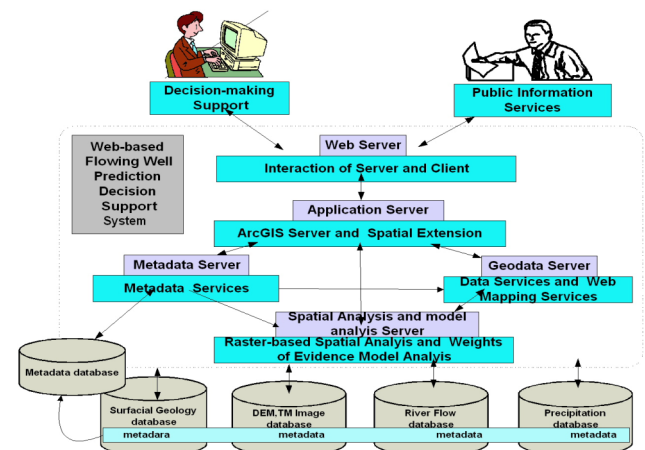 Decision-making
Support
Public Information
Services
Web-based
Flowing Well
Prediction
Decision
Support
System
Web Server
Interaction of Server and Client
Application Server
ArcGIS Server and Spatial Extension
Metadata Server
Metadata Services
Geodata Server
Data Services and Web
Mapping Services
Spatial Analysis and model
analyis Server
Raster-based Spatial Analysis and Weights
of Evidence Model Analyis
Metadata database
Surfacial Geology
database
metadara
DEM,TM Image
database
metadata
River Flow
database
metadata
Precipitation
database
metadata